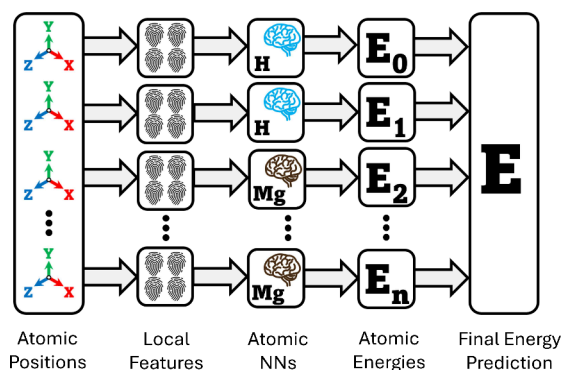 Y
Z X
H
E0
Y
Z X
H
E1
Y
Z X
Mg
E2
E
Y
Z X
Mg
En
Atomic Positions
Local Features
Atomic NNs
Atomic Energies
Final Energy Prediction